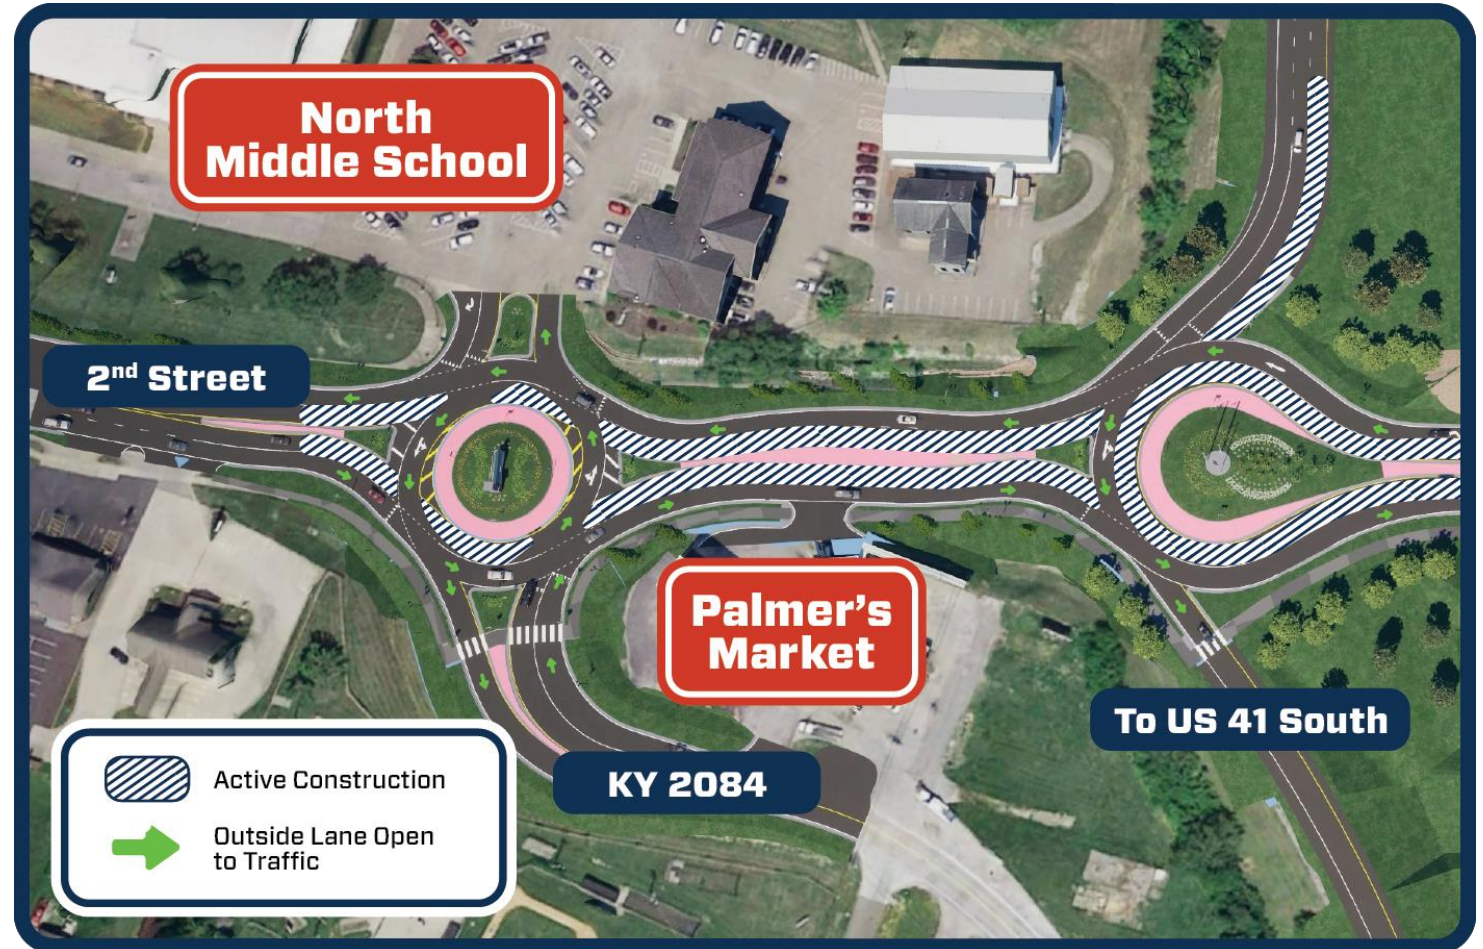 North
Middle School
2nd Street
Palmer's
Market
To US 41 South
KY 2084
Active Construction
Outside Lane Open
to Traffic